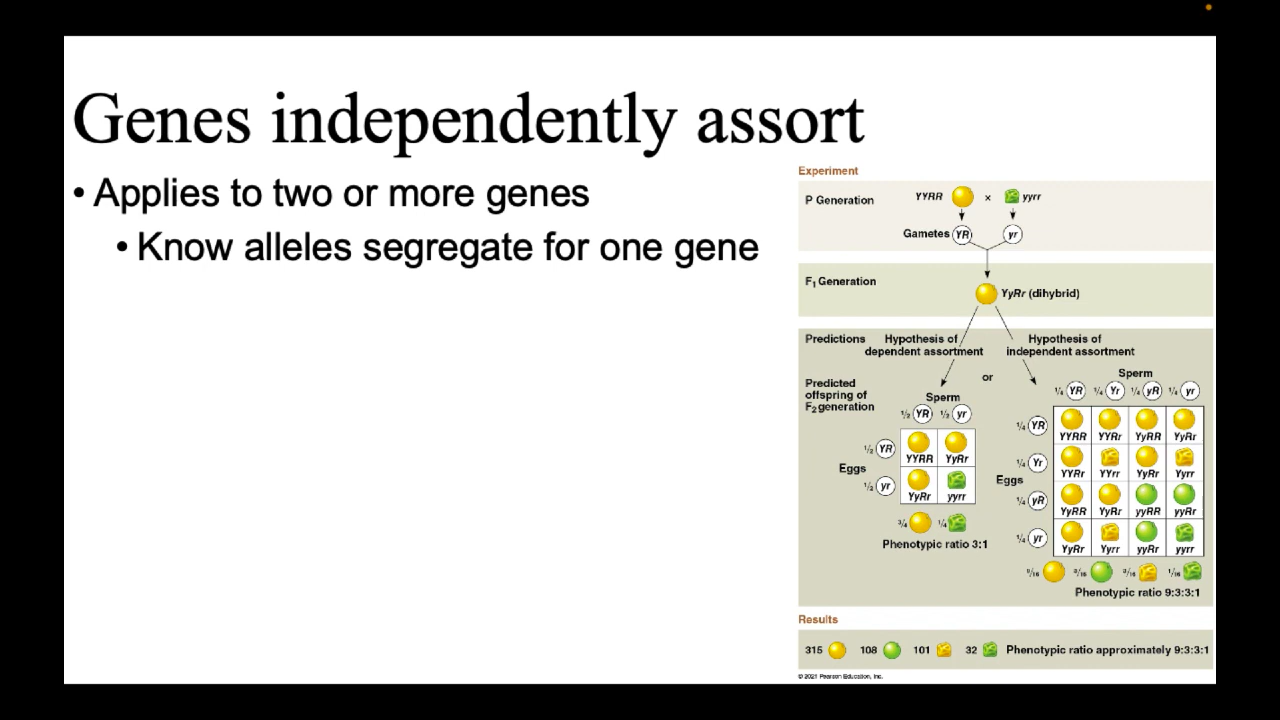 Genes independently assort
• Applies to two or more genes
• Know alleles segregate for one gene
Experiment
P Generation
YYRR × yyrr
Gametes YR yr
F1 Generation
YyRr (dihybrid)
Predictions
Hypothesis of
dependent assortment
or
Hypothesis of
independent assortment
Predicted
offspring of
F2 generation
Sperm
1/2 YR 1/2 yr
Eggs
1/2 YR YYRR YyRr
1/2 yr YyRr yyrr
3/4 1/4
Phenotypic ratio 3:1
Sperm
1/4 YR 1/4 Yr 1/4 yR 1/4 yr
Eggs
1/4 YR YYRR YYRr YyRR YyRr
1/4 Yr YYRr YYrr YyRr Yyrr
1/4 yR YyRR YyRr yyRR yyRr
1/4 yr YyRr Yyrr yyRr yyrr
9/16 3/16 3/16 1/16
Phenotypic ratio 9:3:3:1
Results
315 108 101 32 Phenotypic ratio approximately 9:3:3:1
© 2021 Pearson Education, Inc.